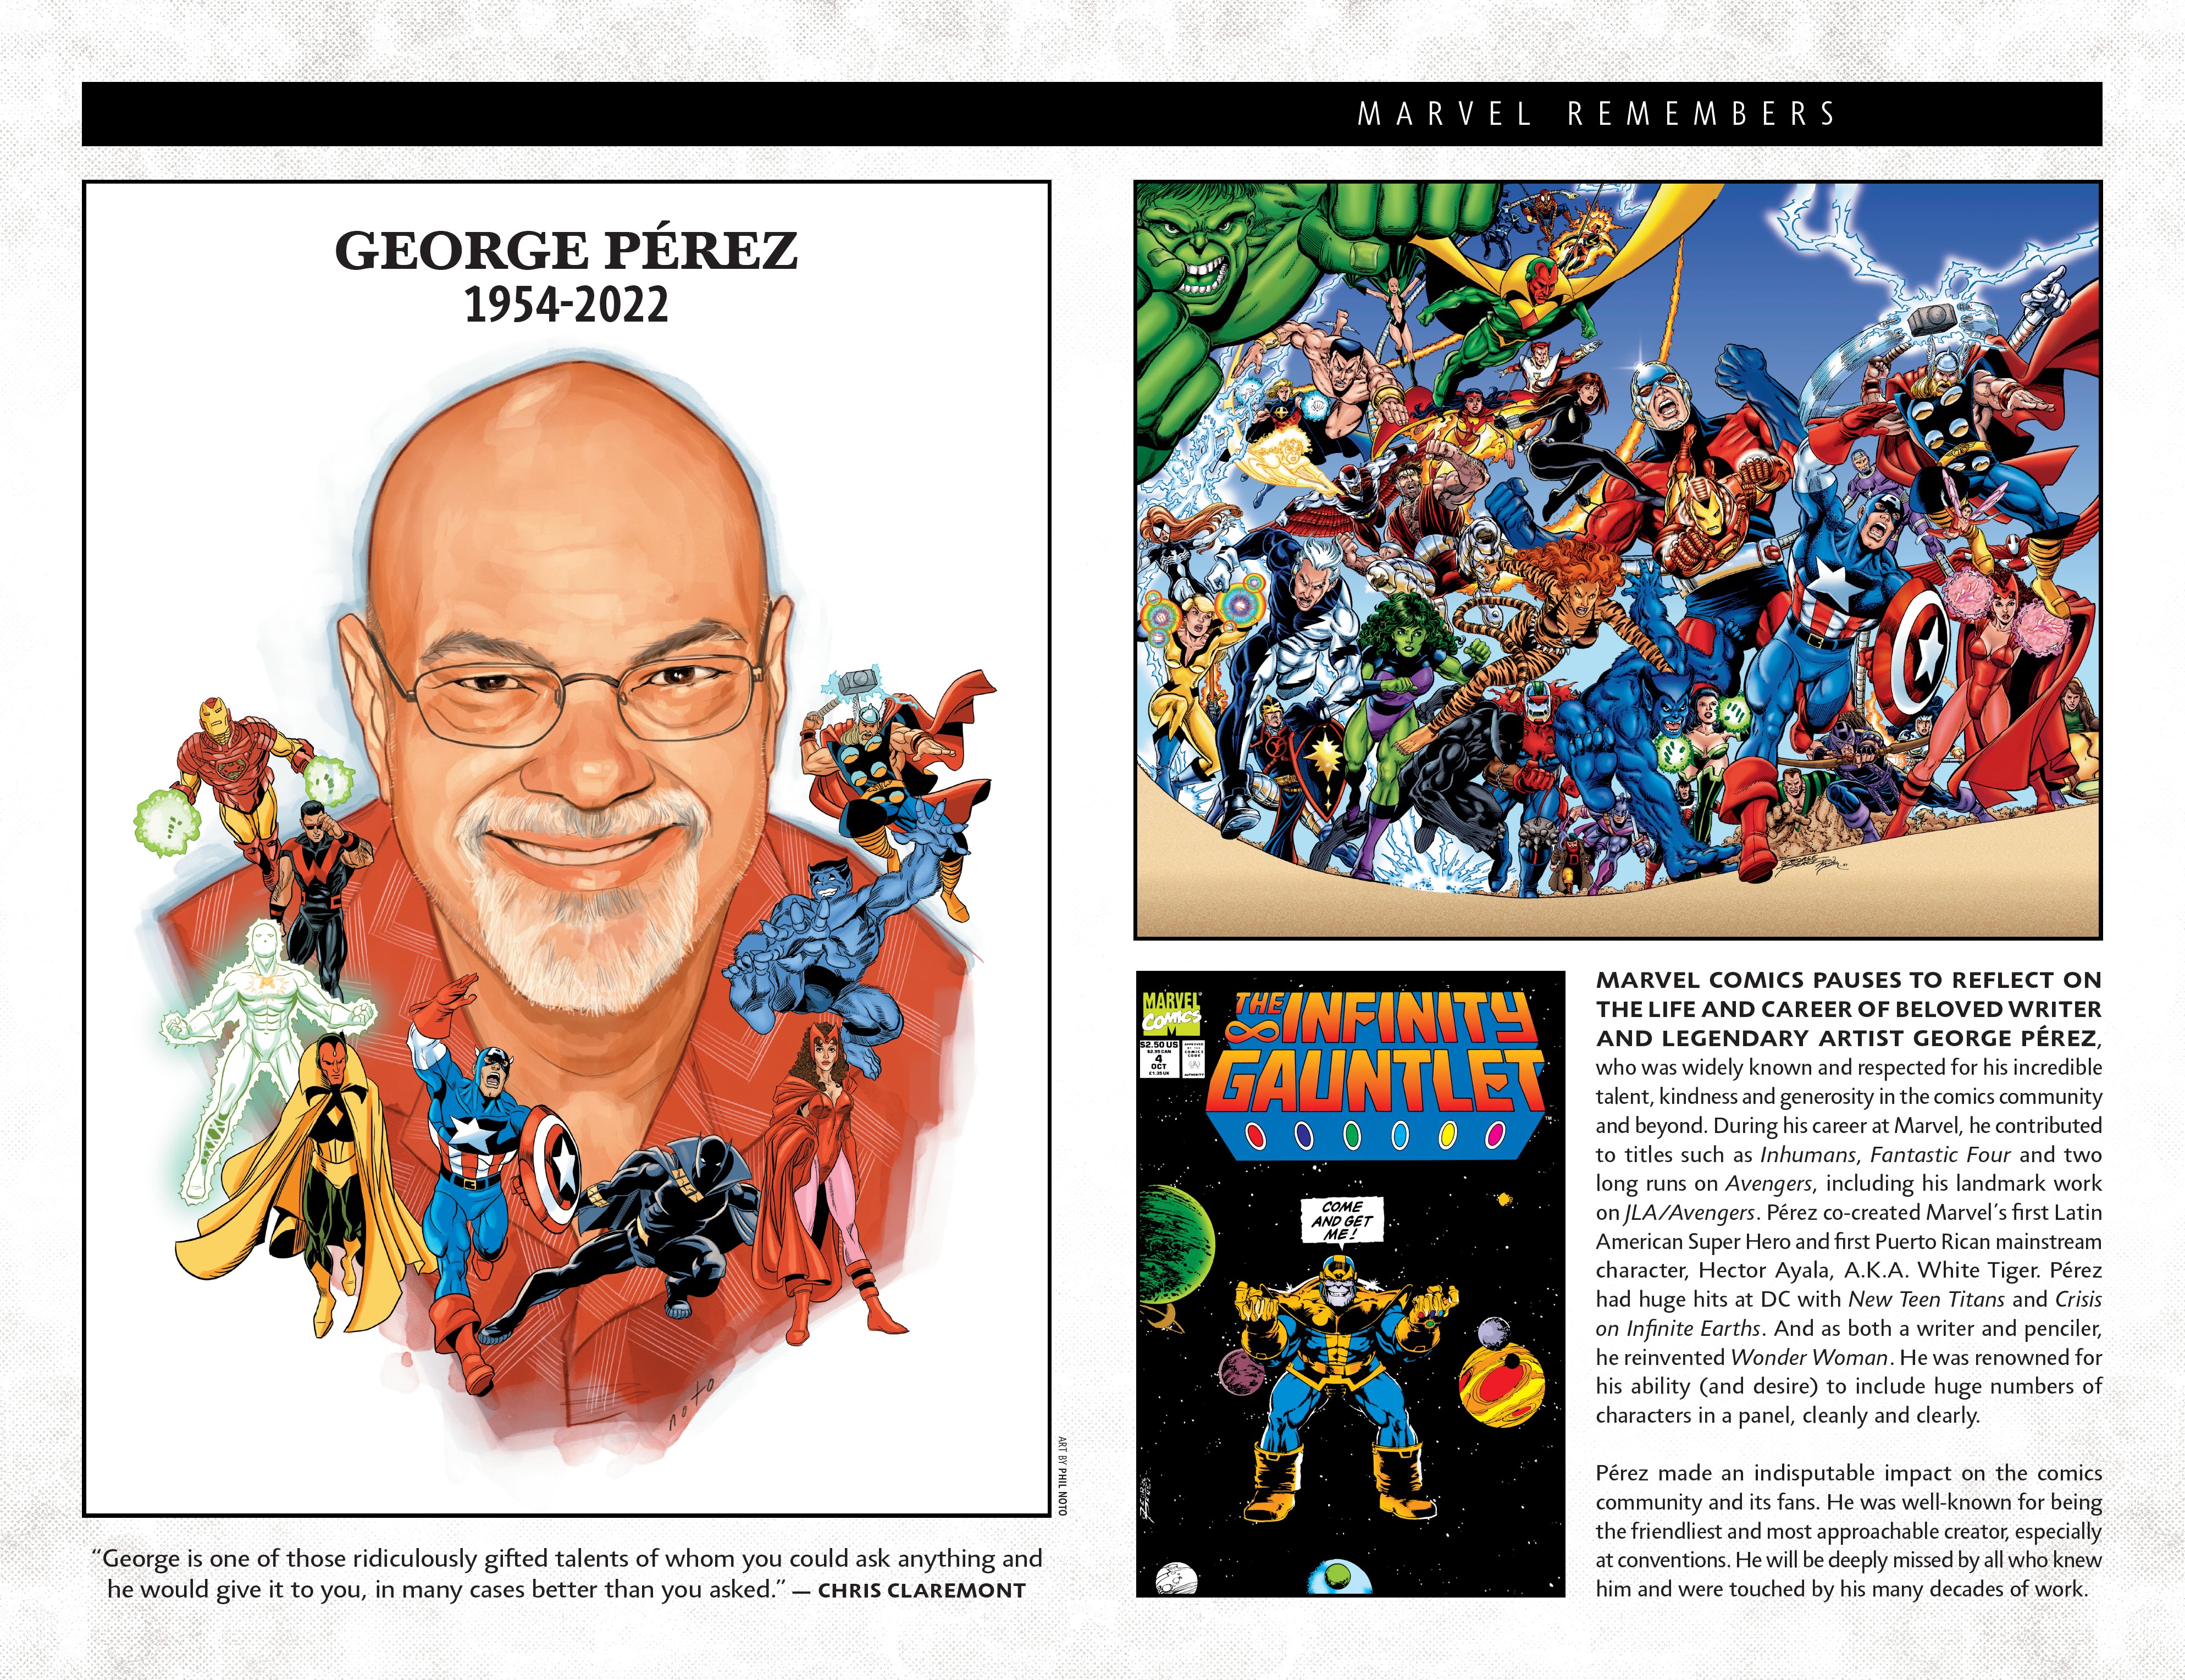 MARVEL REMEMBERS
GEORGE PÉREZ
1954-2022
noto
ART BY PHIL NOTO
“George is one of those ridiculously gifted talents of whom you could ask anything and
he would give it to you, in many cases better than you asked.” — CHRIS CLAREMONT
MARVEL
COMICS
$2.50 US
$2.95 CAN
4
OCT
£1.35 UK
APPROVED
BY THE
COMICS
CODE
AUTHORITY
THE INFINITY
GAUNTLET
TM
COME
AND GET
ME!
MARVEL COMICS PAUSES TO REFLECT ON
THE LIFE AND CAREER OF BELOVED WRITER
AND LEGENDARY ARTIST GEORGE PÉREZ,
who was widely known and respected for his incredible
talent, kindness and generosity in the comics community
and beyond. During his career at Marvel, he contributed
to titles such as Inhumans, Fantastic Four and two
long runs on Avengers, including his landmark work
on JLA/Avengers. Pérez co-created Marvel’s first Latin
American Super Hero and first Puerto Rican mainstream
character, Hector Ayala, A.K.A. White Tiger. Pérez
had huge hits at DC with New Teen Titans and Crisis
on Infinite Earths. And as both a writer and penciler,
he reinvented Wonder Woman. He was renowned for
his ability (and desire) to include huge numbers of
characters in a panel, cleanly and clearly.
Pérez made an indisputable impact on the comics
community and its fans. He was well-known for being
the friendliest and most approachable creator, especially
at conventions. He will be deeply missed by all who knew
him and were touched by his many decades of work.